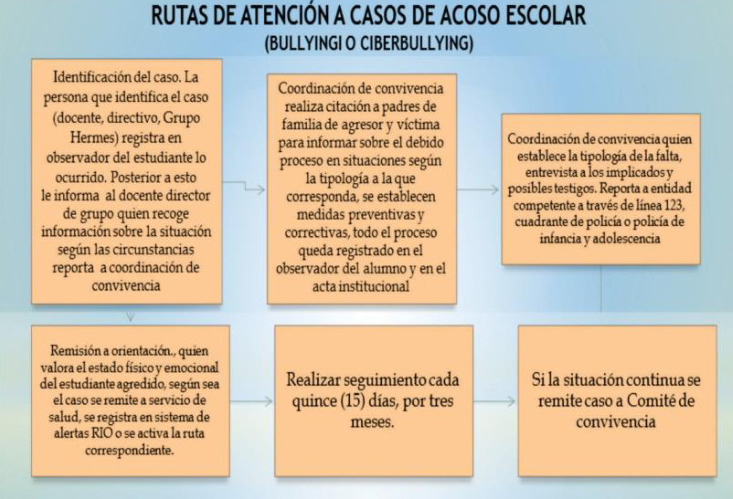 RUTAS DE ATENCIÓN A CASOS DE ACOSO ESCOLAR
(BULLYINGI O CIBERBULLYING)
Identificación del caso. La
persona que identifica el caso
(docente, directivo, Grupo
Hermes) registra en
observador del estudiante lo
ocurrido. Posterior a esto
le informa al docente director
de grupo quien recoge
información sobre la situación
según las circunstancias
reporta a coordinación de
convivencia
Coordinación de convivencia
realiza citación a padres de
familia de agresor y víctima
para informar sobre el debido
proceso en situaciones según
la tipología a la que
corresponda, se establecen
medidas preventivas y
correctivas, todo el proceso
queda registrado en el
observador del alumno y en el
acta institucional
Coordinación de convivencia quien
establece la tipología de la falta,
entrevista a los implicados y
posibles testigos. Reporta a entidad
competente a través de línea 123,
cuadrante de policía o policía de
infancia y adolescencia
Remisión a orientación., quien
valora el estado físico y emocional
del estudiante agredido, según sea
el caso se remite a servicio de
salud, se registra en sistema de
alertas RIO o se activa la ruta
correspondiente.
Realizar seguimiento cada
quince (15) días, por tres
meses.
Si la situación continua se
remite caso a Comité de
convivencia